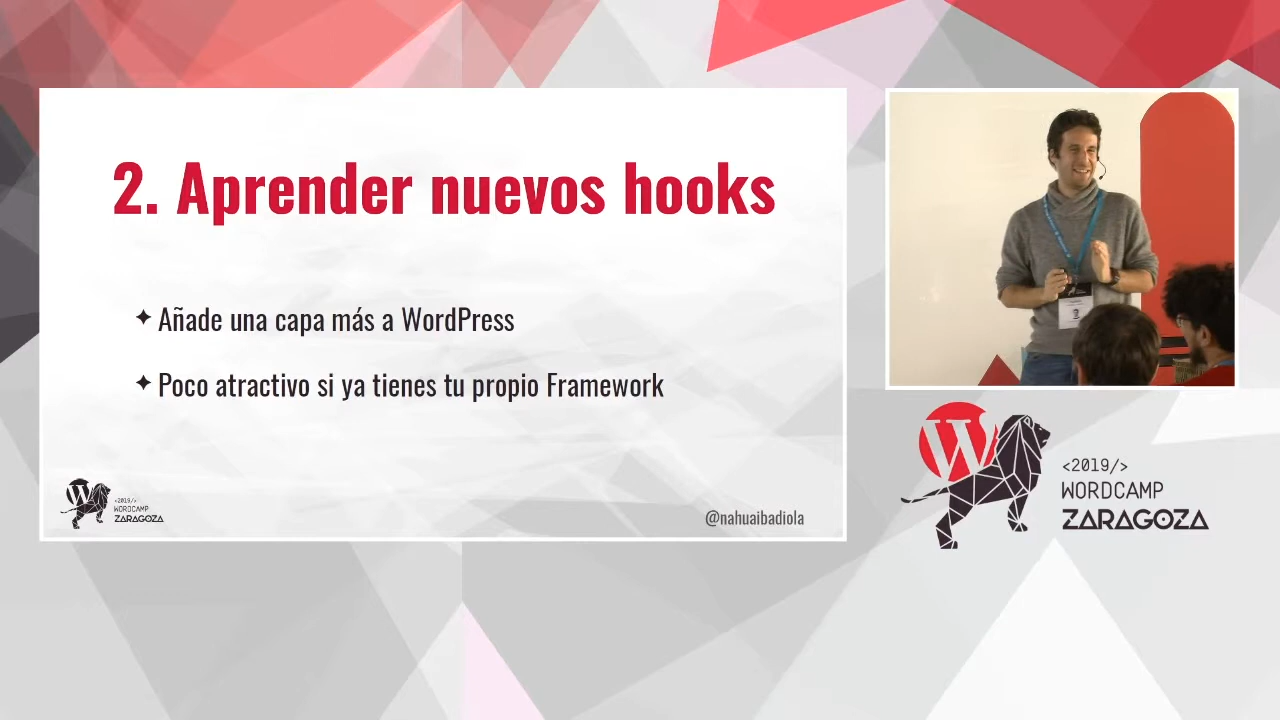 2. Aprender nuevos hooks
✦ Añade una capa más a WordPress
✦ Poco atractivo si ya tienes tu propio Framework
W
<2019/>
WORDCAMP
ZARAGOZA
@nahuaibadiola
W
<2019/>
WORDCAMP
ZARAGOZA